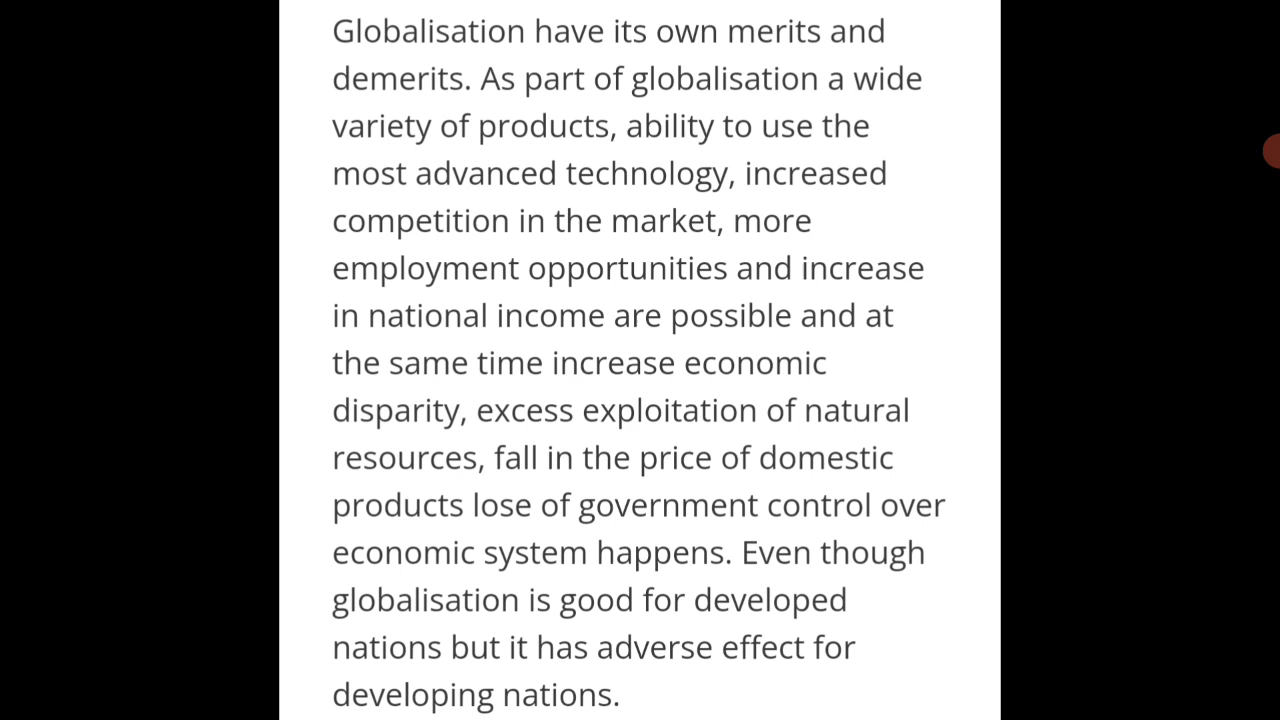 Globalisation have its own merits and
demerits. As part of globalisation a wide
variety of products, ability to use the
most advanced technology, increased
competition in the market, more
employment opportunities and increase
in national income are possible and at
the same time increase economic
disparity, excess exploitation of natural
resources, fall in the price of domestic
products lose of government control over
economic system happens. Even though
globalisation is good for developed
nations but it has adverse effect for
developing nations.